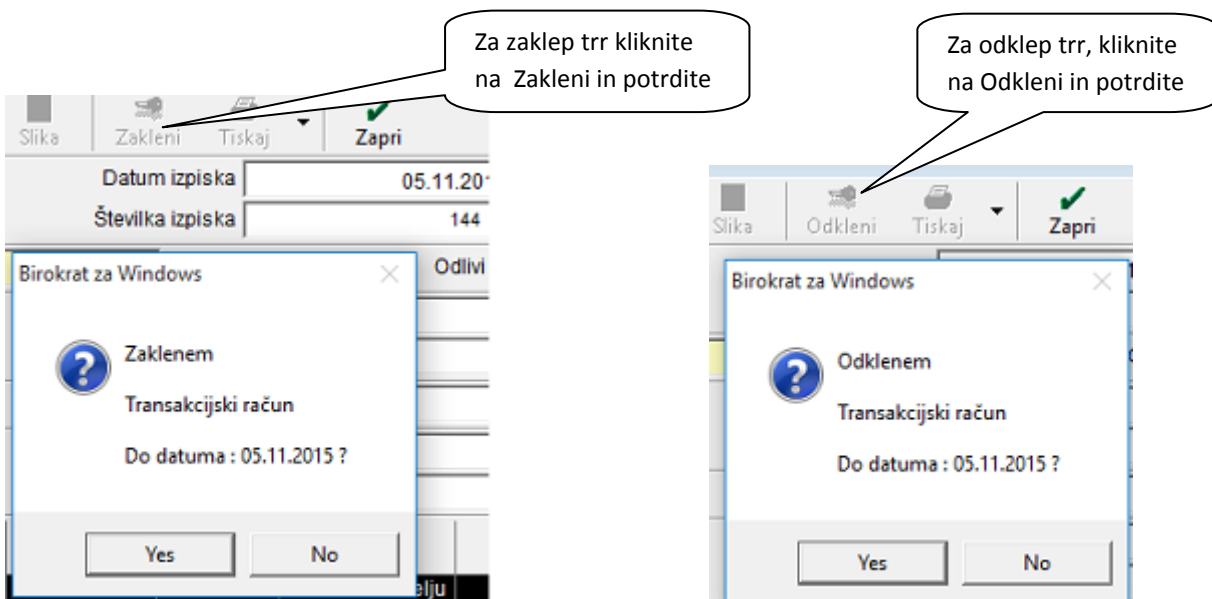 Za zaklep trr kliknite
na Zakleni in potrdite
Slika Zakleni Tiskaj Zapri
Datum izpiska 05.11.20
Številka izpiska 144
Odlivi
Birokrat za Windows
Zaklenem
Transakcijski račun
Do datuma : 05.11.2015 ?
Yes No
elju
Za odklep trr, kliknite
na Odkleni in potrdite
Slika Odkleni Tiskaj Zapri
Birokrat za Windows
Odklenem
Transakcijski račun
Do datuma : 05.11.2015 ?
Yes No